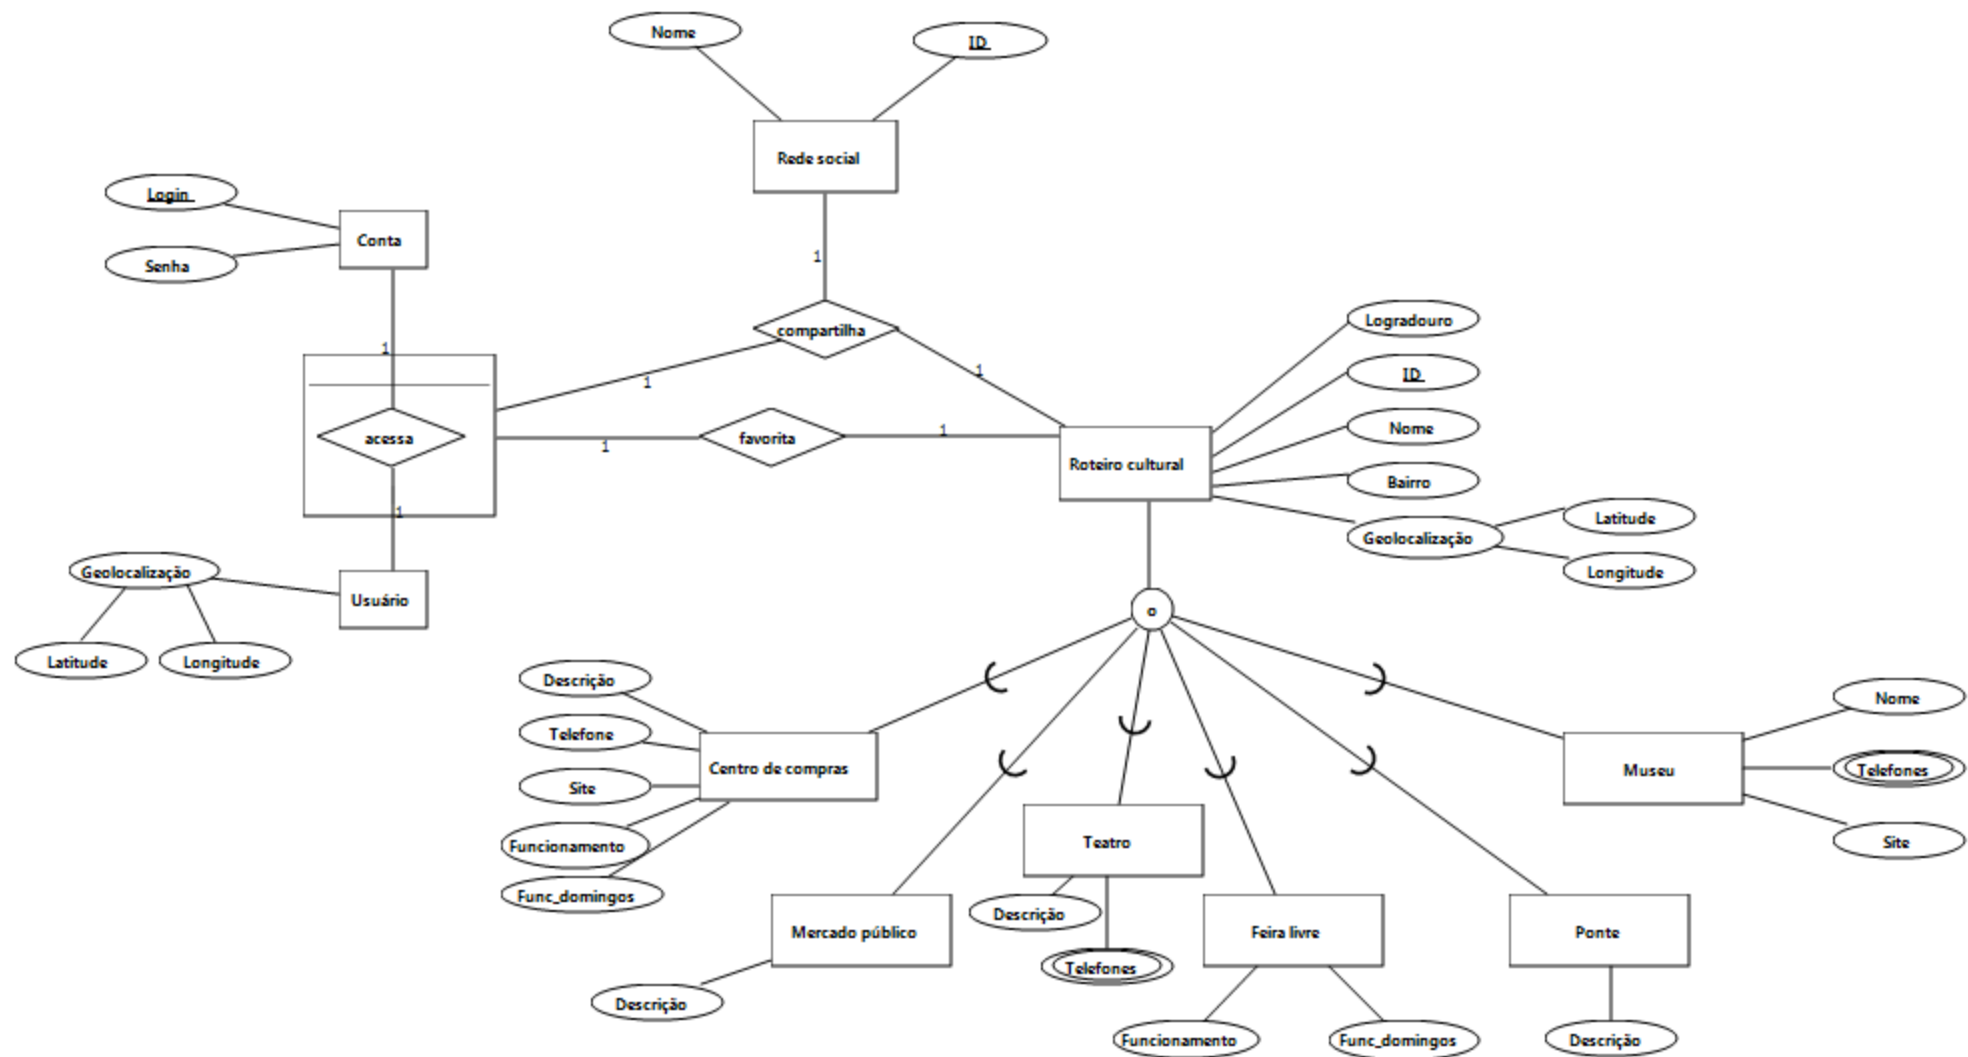 Nome
ID
Rede social
Login
Conta
Senha
1
compartilha
Logradouro
1
1
1
ID
acessa
1
favorita
1
Nome
Roteiro cultural
Bairro
1
Geolocalização
Latitude
Longitude
Geolocalização
Usuário
Latitude
Longitude
o
Descrição
Telefone
Centro de compras
Site
Funcionamento
Func_domingos
Nome
Museu
Telefones
Site
Teatro
Descrição
Telefones
Mercado público
Descrição
Feira livre
Funcionamento
Func_domingos
Ponte
Descrição